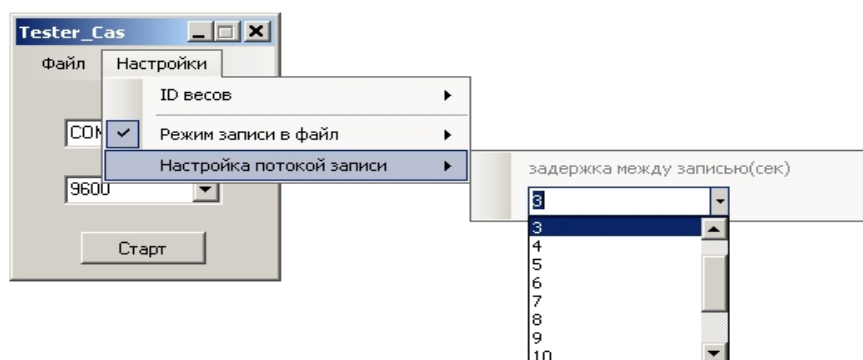 Tester_Cas
Файл Настройки
ID весов
COM
Режим записи в файл
Настройка потокой записи
задержка между записью(сек)
9600
3
Старт
3
4
5
6
7
8
9
10